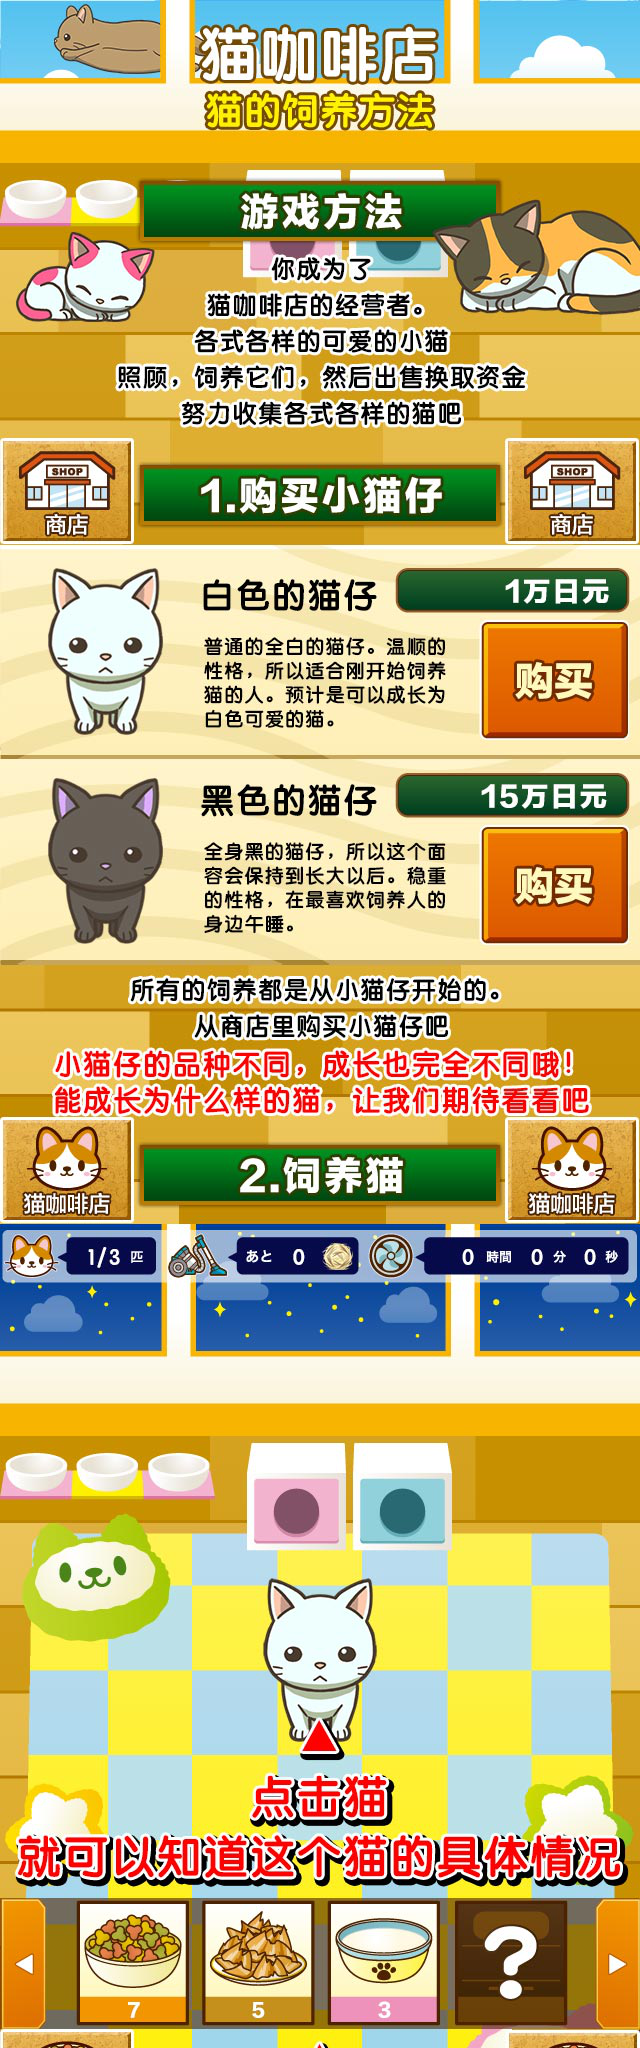 猫咖啡店
猫的饲养方法
游戏方法
你成为了
猫咖啡店的经营者。
各式各样的可爱的小猫
照顾，饲养它们，然后出售换取资金
努力收集各式各样的猫吧
SHOP
商店
1.购买小猫仔
SHOP
商店
白色的猫仔
1万日元
普通的全白的猫仔。温顺的
性格，所以适合刚开始饲养
猫的人。预计是可以成长为
白色可爱的猫。
购买
黑色的猫仔
15万日元
全身黑的猫仔，所以这个面
容会保持到长大以后。稳重
的性格，在最喜欢饲养人的
身边午睡。
购买
所有的饲养都是从小猫仔开始的。
从商店里购买小猫仔吧
小猫仔的品种不同，成长也完全不同哦！
能成长为什么样的猫，让我们期待看看吧
猫咖啡店
2.饲养猫
猫咖啡店
1/3 匹
あと 0
0 時間 0 分 0 秒
点击猫
就可以知道这个猫的具体情况
7
5
3
?